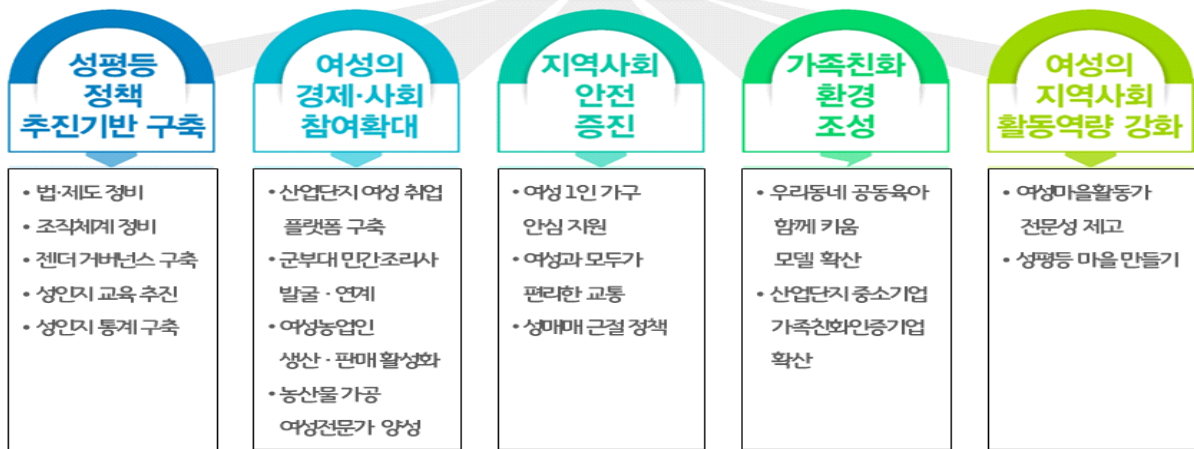 성평등
정책
추진기반 구축
• 법·제도 정비
• 조직체계 정비
• 젠더 거버넌스 구축
• 성인지 교육 추진
• 성인지 통계 구축
여성의
경제·사회
참여확대
• 산업단지 여성 취업
플랫폼 구축
• 군부대 민간조리사
발굴·연계
• 여성농업인
생산·판매 활성화
• 농산물 가공
여성전문가 양성
지역사회
안전
증진
• 여성 1인 가구
안심 지원
• 여성과 모두가
편리한 교통
• 성매매 근절 정책
가족친화
환경
조성
• 우리동네 공동육아
함께 키움
모델 확산
• 산업단지 중소기업
가족친화인증기업
확산
여성의
지역사회
활동역량 강화
• 여성마을활동가
전문성 제고
• 성평등 마을 만들기